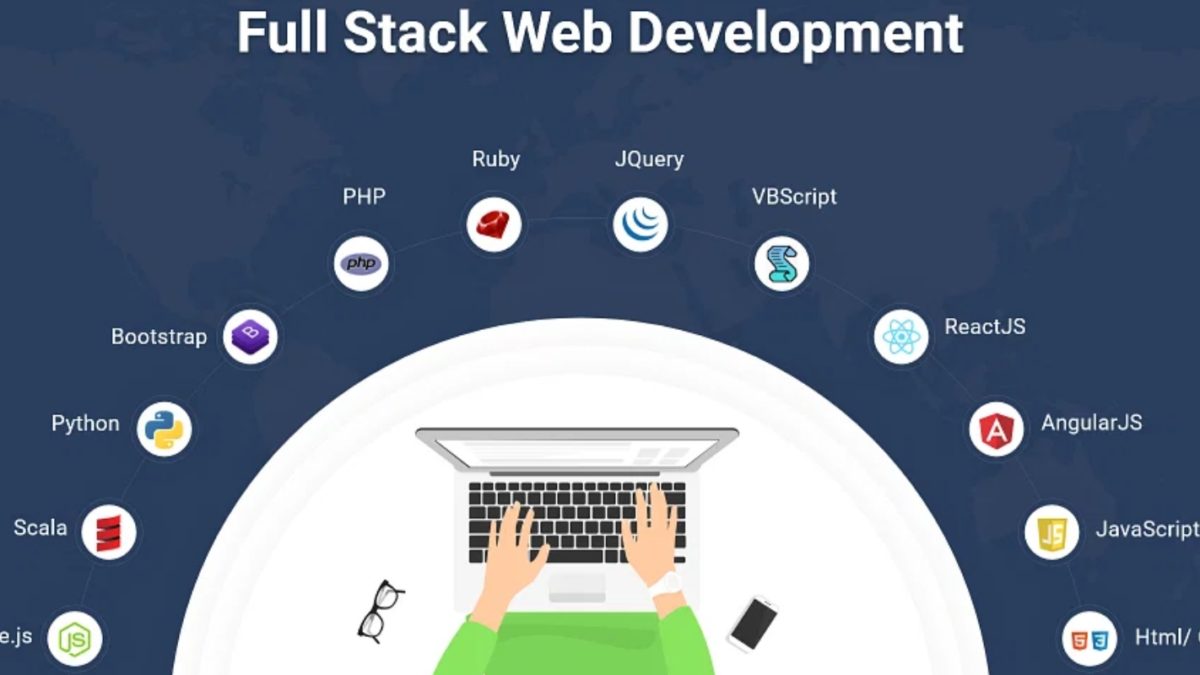 Full Stack Web Development
Ruby
JQuery
PHP
VBScript
Bootstrap
ReactJS
Python
AngularJS
Scala
JavaScript
e.js
Html/
php
B
A
JS
JS
5
3